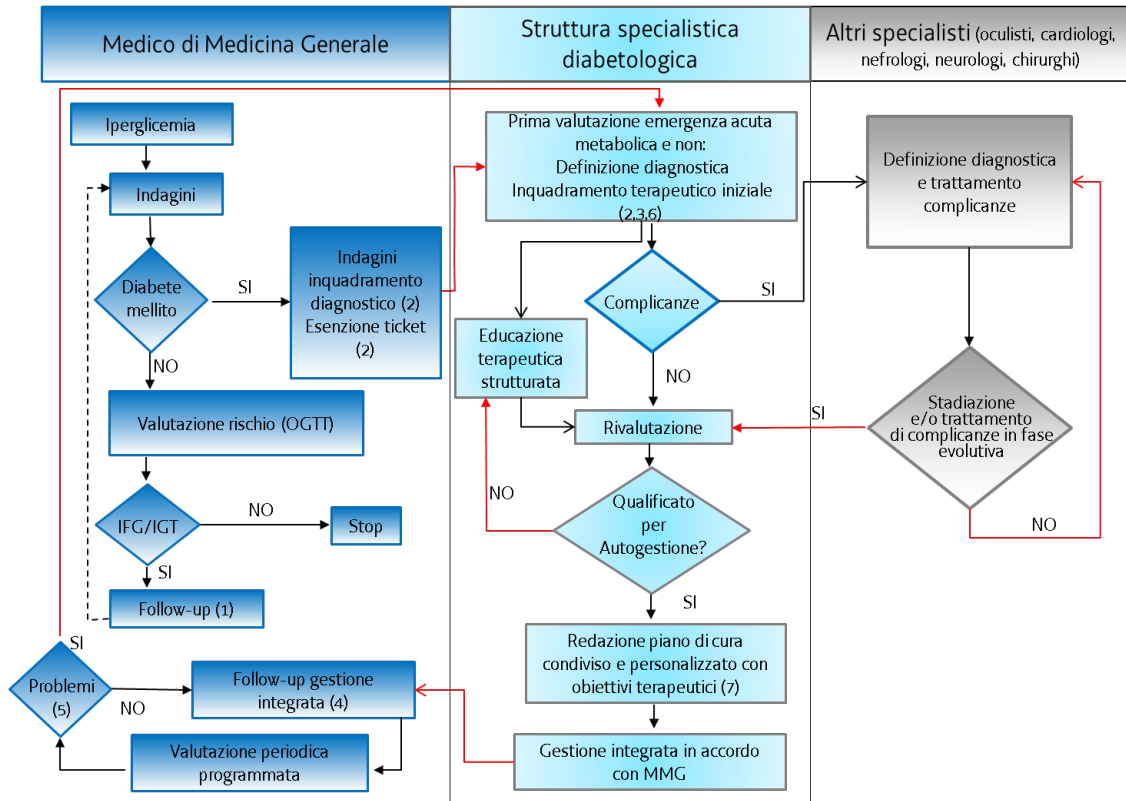 Medico di Medicina Generale
Struttura specialistica
diabetologica
Altri specialisti (oculisti, cardiologi,
nefrologi, neurologi, chirurghi)
Iperglicemia
Indagini
Diabete
mellito
SI
Indagini
inquadramento
diagnostico (2)
Esenzione ticket
(2)
NO
Valutazione rischio (OGTT)
IFG/IGT
NO
Stop
SI
Follow-up (1)
SI
Problemi
(5)
NO
Follow-up gestione
integrata (4)
Valutazione periodica
programmata
Prima valutazione emergenza acuta
metabolica e non:
Definizione diagnostica
Inquadramento terapeutico iniziale
(2,3,6)
Complicanze
SI
Educazione
terapeutica
strutturata
NO
Rivalutazione
NO
Qualificato
per
Autogestione?
SI
Redazione piano di cura
condiviso e personalizzato con
obiettivi terapeutici (7)
Gestione integrata in accordo
con MMG
Definizione diagnostica
e trattamento
complicanze
SI
Stadiazione
e/o trattamento
di complicanze in fase
evolutiva
NO